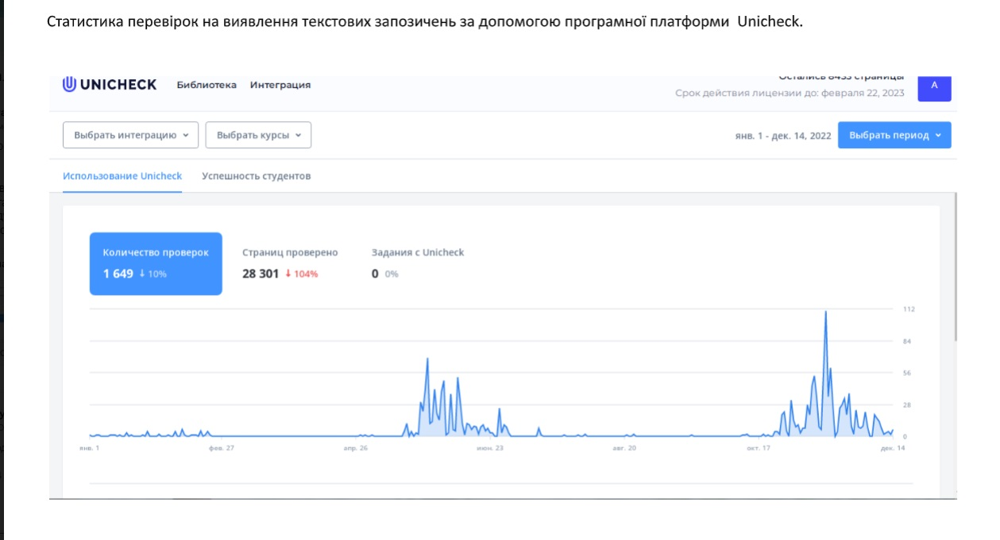 Статистика перевірок на виявлення текстових запозичень за допомогою програмної платформи Unicheck.
UNICHECK Библиотека Интеграция
Остались 8433 страницы
Срок действия лицензии до: февраля 22, 2023
А
Выбрать интеграцию Выбрать курсы янв. 1 - дек. 14, 2022 Выбрать период
Использование Unicheck Успешность студентов
Количество проверок Страниц проверено Задания с Unicheck
1 649 ↓ 10% 28 301 ↓ 104% 0 0%
112
84
56
28
0
янв. 1 фев. 27 апр. 26 июн. 23 авг. 20 окт. 17 дек. 14